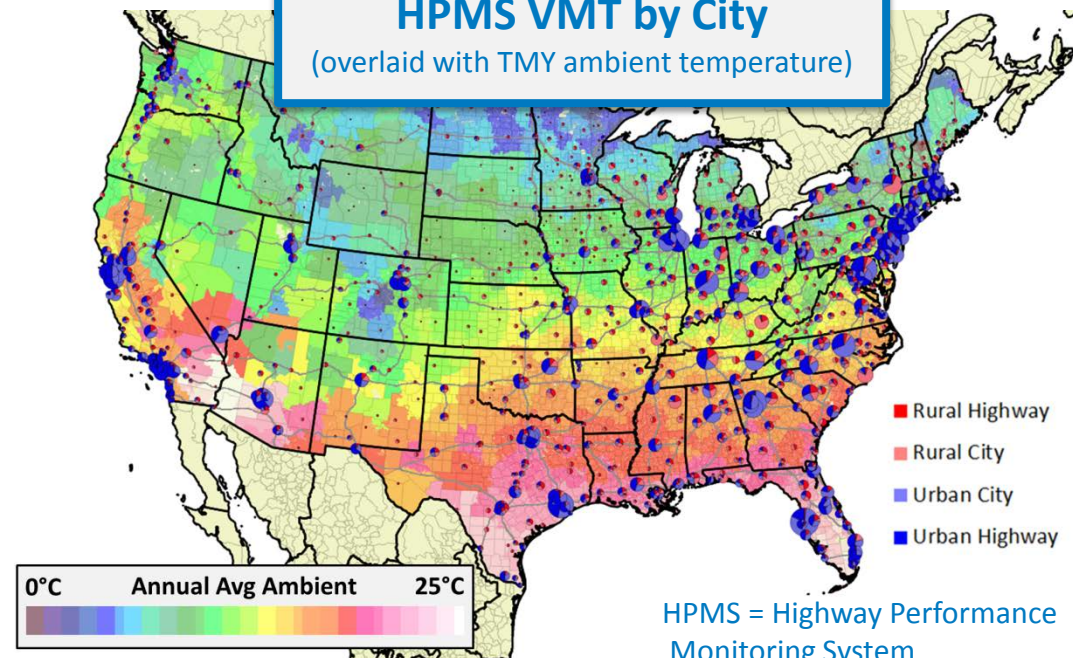 HPMS VMT by City
(overlaid with TMY ambient temperature)
Rural Highway
Rural City
Urban City
Urban Highway
0°C Annual Avg Ambient 25°C
HPMS = Highway Performance
Monitoring System